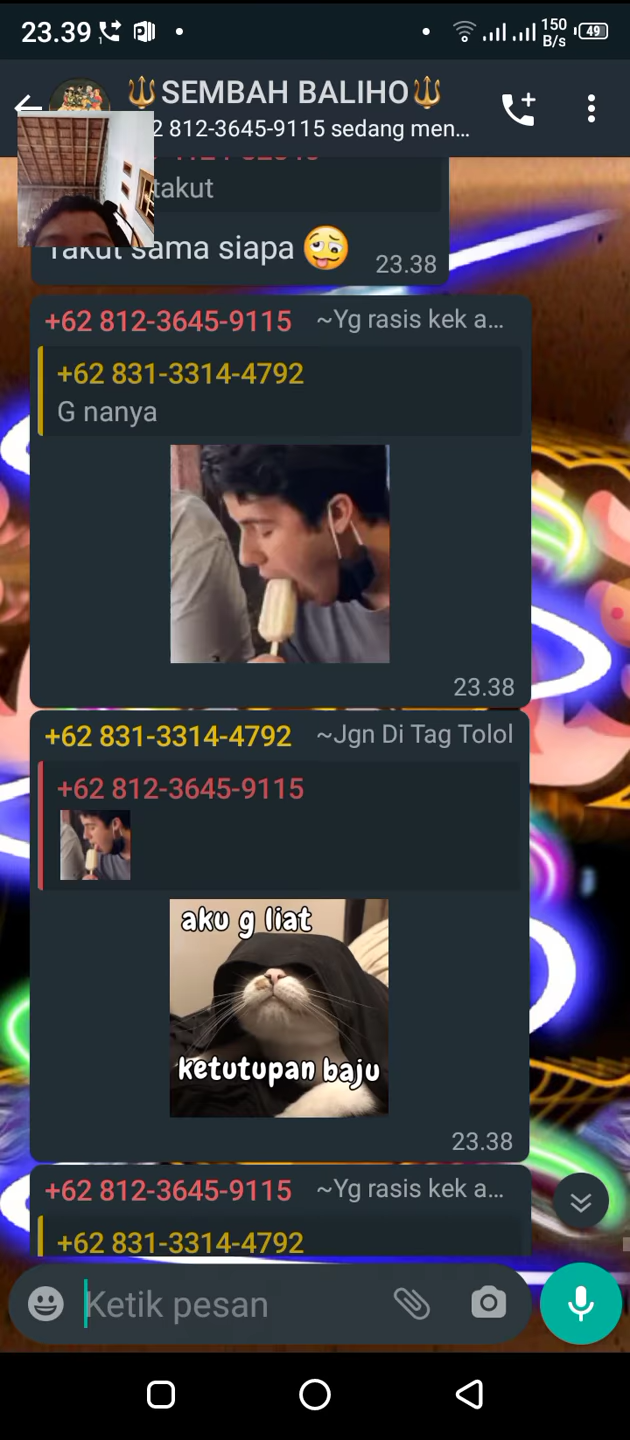 23.39
150
B/s
49
🔱SEMBAH BALIHO🔱
2 812-3645-9115 sedang men...
takut
Takut sama siapa 🥴
23.38
+62 812-3645-9115 ~Yg rasis kek a...
+62 831-3314-4792
G nanya
23.38
+62 831-3314-4792 ~Jgn Di Tag Tolol
+62 812-3645-9115
aku g liat
ketutupan baju
23.38
+62 812-3645-9115 ~Yg rasis kek a...
+62 831-3314-4792
Ketik pesan